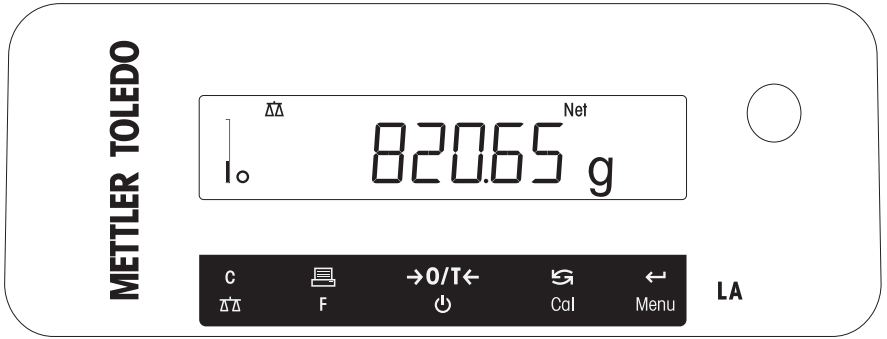 METTLER TOLEDO
Net
820.65 g
C →0/T←
F Cal Menu
LA